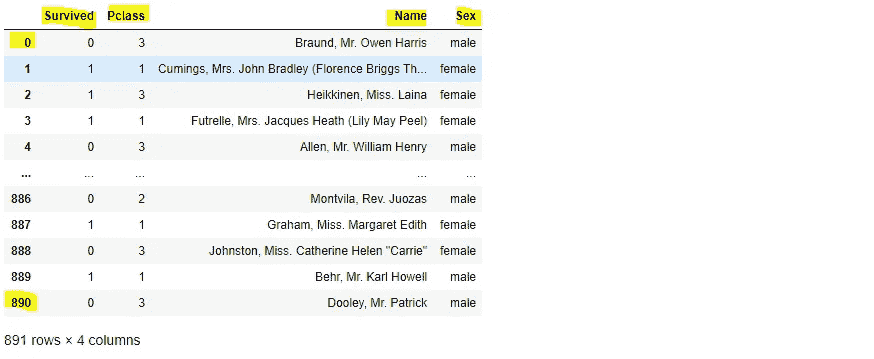 Survived Pclass Name Sex
0 0 3 Braund, Mr. Owen Harris male
1 1 1 Cumings, Mrs. John Bradley (Florence Briggs Th... female
2 1 3 Heikkinen, Miss. Laina female
3 1 1 Futrelle, Mrs. Jacques Heath (Lily May Peel) female
4 0 3 Allen, Mr. William Henry male
... ... ... ... ...
886 0 2 Montvila, Rev. Juozas male
887 1 1 Graham, Miss. Margaret Edith female
888 0 3 Johnston, Miss. Catherine Helen "Carrie" female
889 1 1 Behr, Mr. Karl Howell male
890 0 3 Dooley, Mr. Patrick male
891 rows × 4 columns